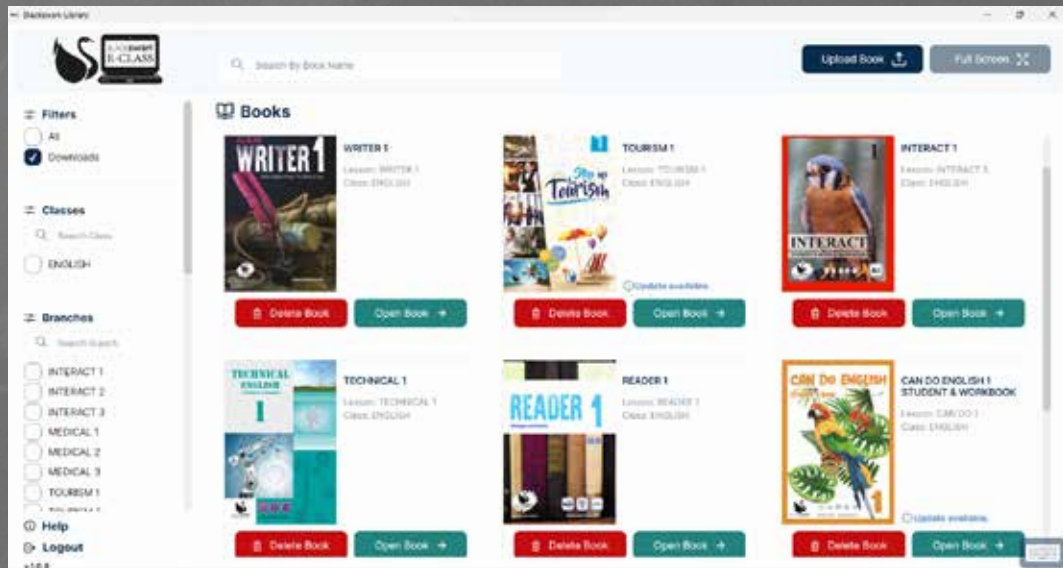 Blackswan Library
E-CLASS
Search By Book Name
Upload Book
Full Screen
Filters
All
Downloads
Classes
Search Class
ENGLISH
Branches
Search Branch
INTERACT 1
INTERACT 2
INTERACT 3
MEDICAL 1
MEDICAL 2
MEDICAL 3
TOURISM 1
Help
Logout
Books
WRITER 1
WRITER 1
Lesson: WRITER 1
Class: ENGLISH
Delete Book
Open Book
Step up
Tourism
TOURISM 1
Lesson: TOURISM 1
Class: ENGLISH
Update available.
Delete Book
Open Book
1
INTERACT
INTERACT 1
Class: ENGLISH
Delete Book
Open Book
TECHNICAL
ENGLISH
1
TECHNICAL 1
Lesson: TECHNICAL 1
Class: ENGLISH
Delete Book
Open Book
READER 1
READER 1
Lesson: READER 1
Class: ENGLISH
Delete Book
Open Book
CAN DO ENGLISH
1
CAN DO ENGLISH 1
STUDENT & WORKBOOK
Lesson: CAN DO 1
Class: ENGLISH
Update available.
Delete Book
Open Book